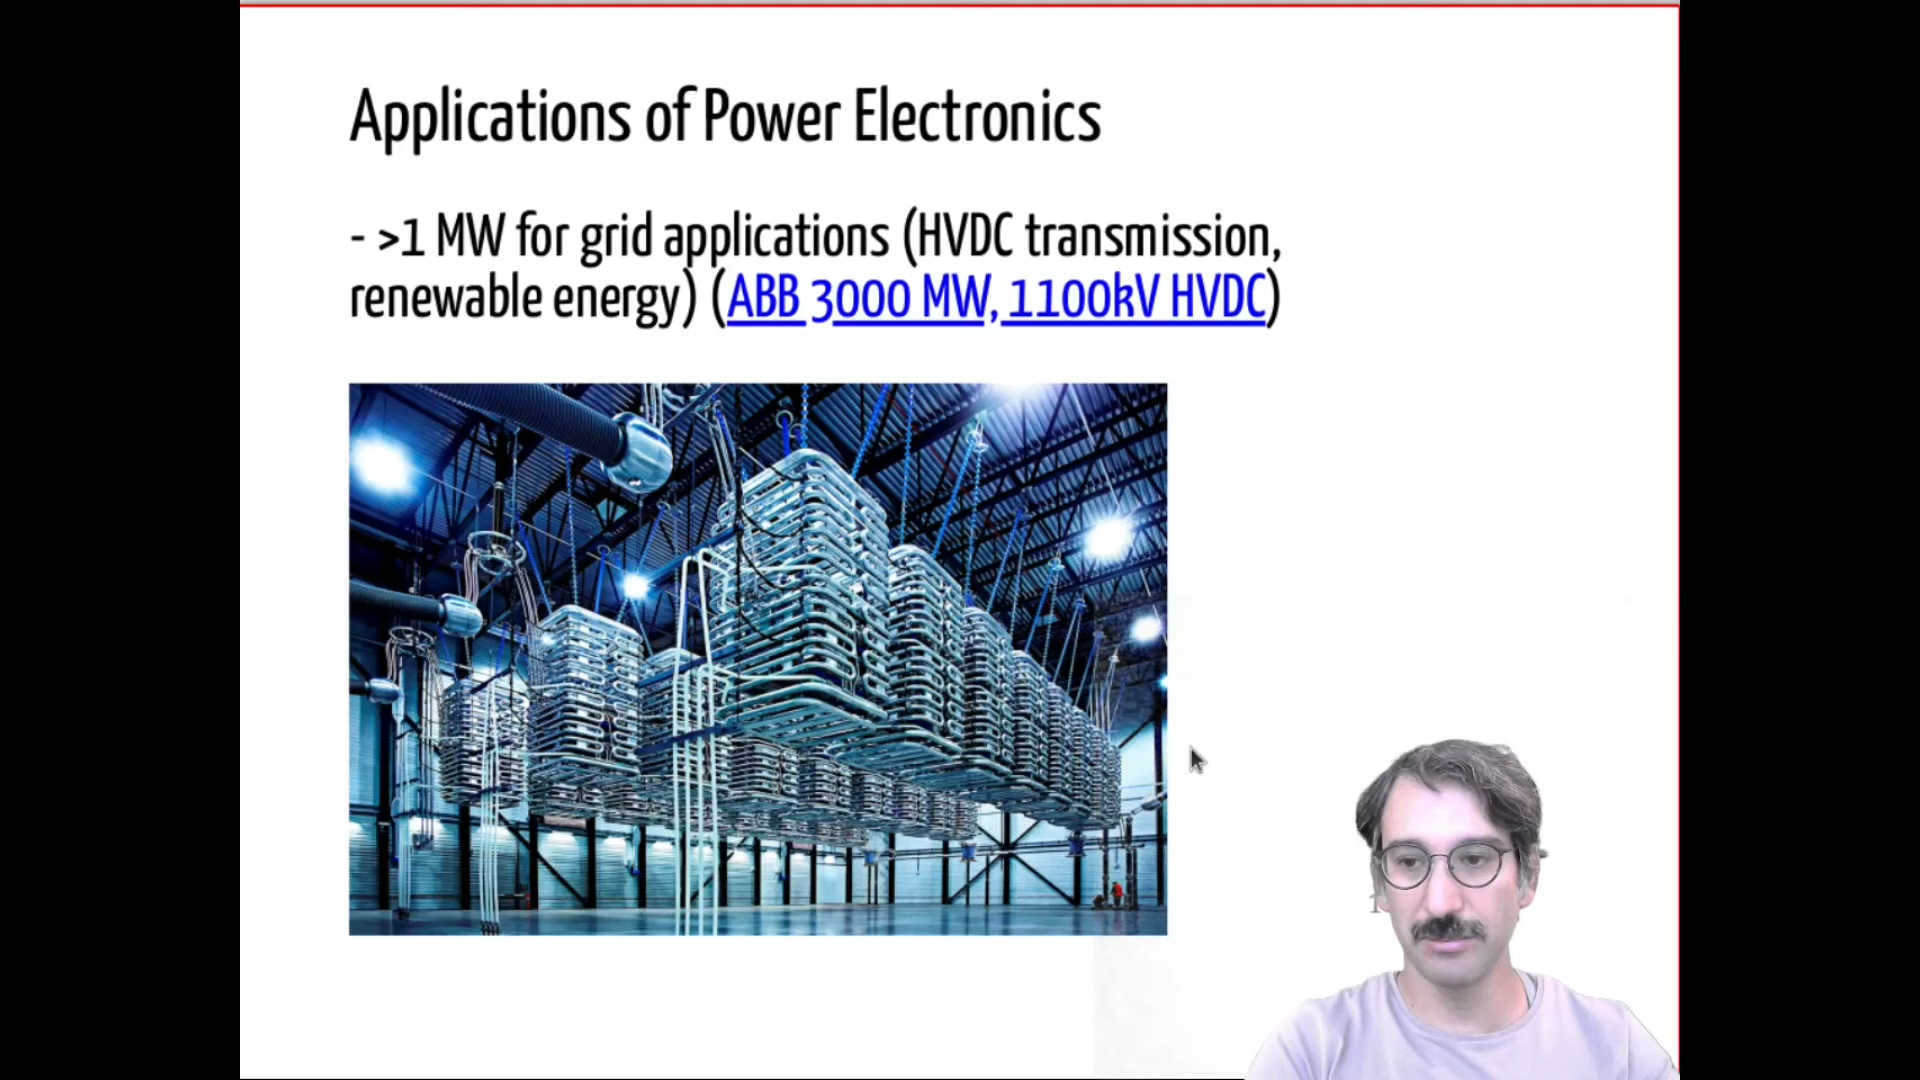 Applications of Power Electronics
- >1 MW for grid applications (HVDC transmission,
renewable energy) (ABB 3000 MW, 1100kV HVDC)